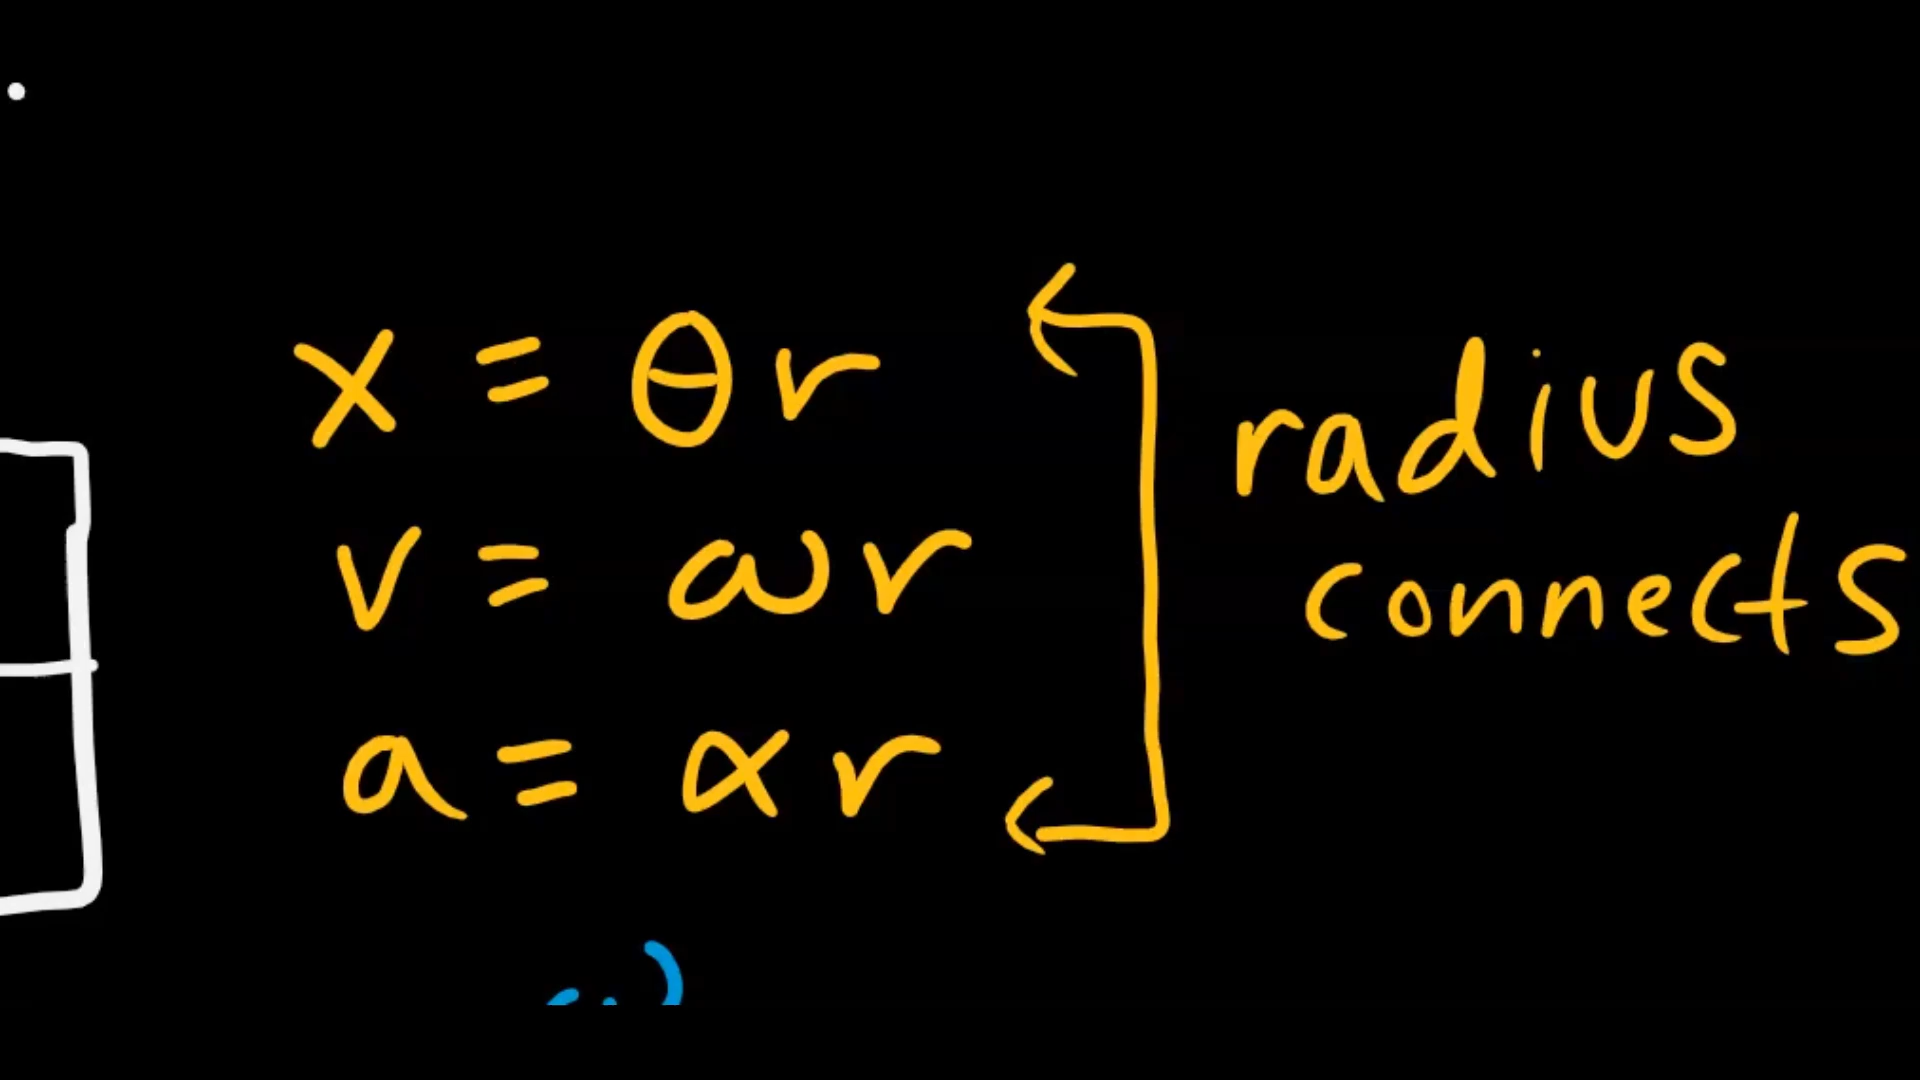 x = θr
v = ωr
a = αr
radius
connects